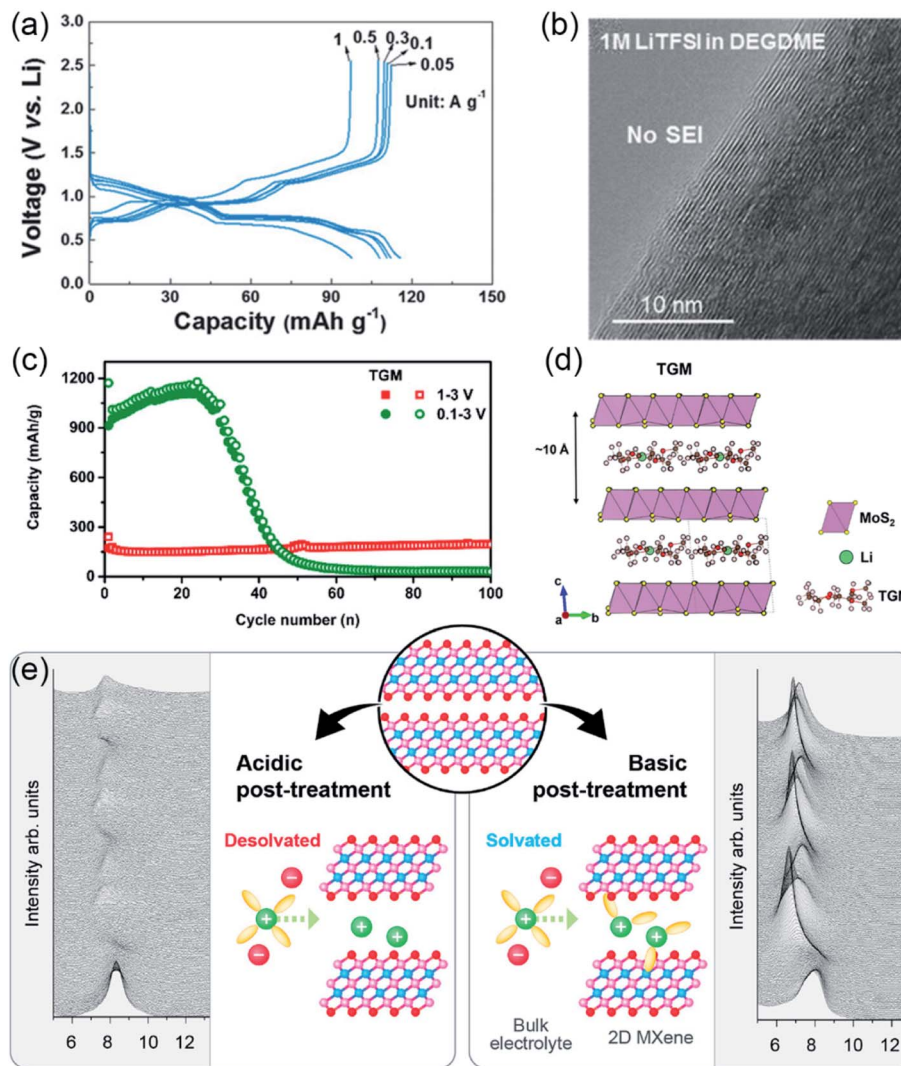 (a)
Voltage (V vs. Li)
3.0
2.5
2.0
1.5
1.0
0.5
0.0
1
0.5
0.3
0.1
0.05
Unit: A g⁻¹
0 30 60 90 120 150
Capacity (mAh g⁻¹)
(b)
1M LiTFSI in DEGDME
No SEI
10 nm
(c)
Capacity (mAh/g)
1200
900
600
300
0
TGM
1-3 V
0.1-3 V
0 20 40 60 80 100
Cycle number (n)
(d)
TGM
~10 Å
c
a
b
MoS₂
Li
TGM
(e)
Intensity arb. units
6 8 10 12
Acidic
post-treatment
Desolvated
Basic
post-treatment
Solvated
Bulk
electrolyte
2D MXene
Intensity arb. units
6 8 10 12